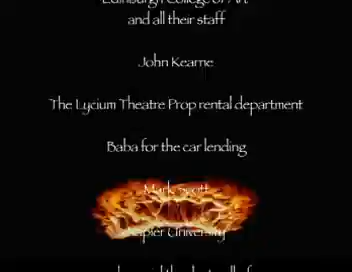 Edinburgh College of Art
and all their staff
John Kearne
The Lycium Theatre Prop rental department
Baba for the car lending
Mark Scott
Napier University